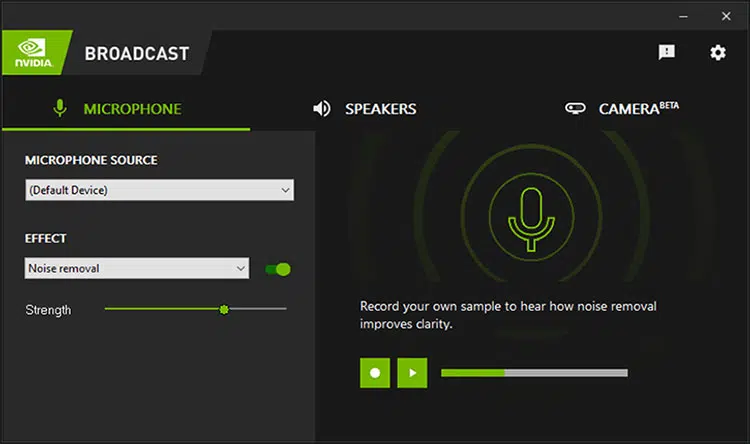 NVIDIA.
BROADCAST
MICROPHONE
SPEAKERS
CAMERA BETA
MICROPHONE SOURCE
(Default Device)
EFFECT
Noise removal
Strength
Record your own sample to hear how noise removal
improves clarity.